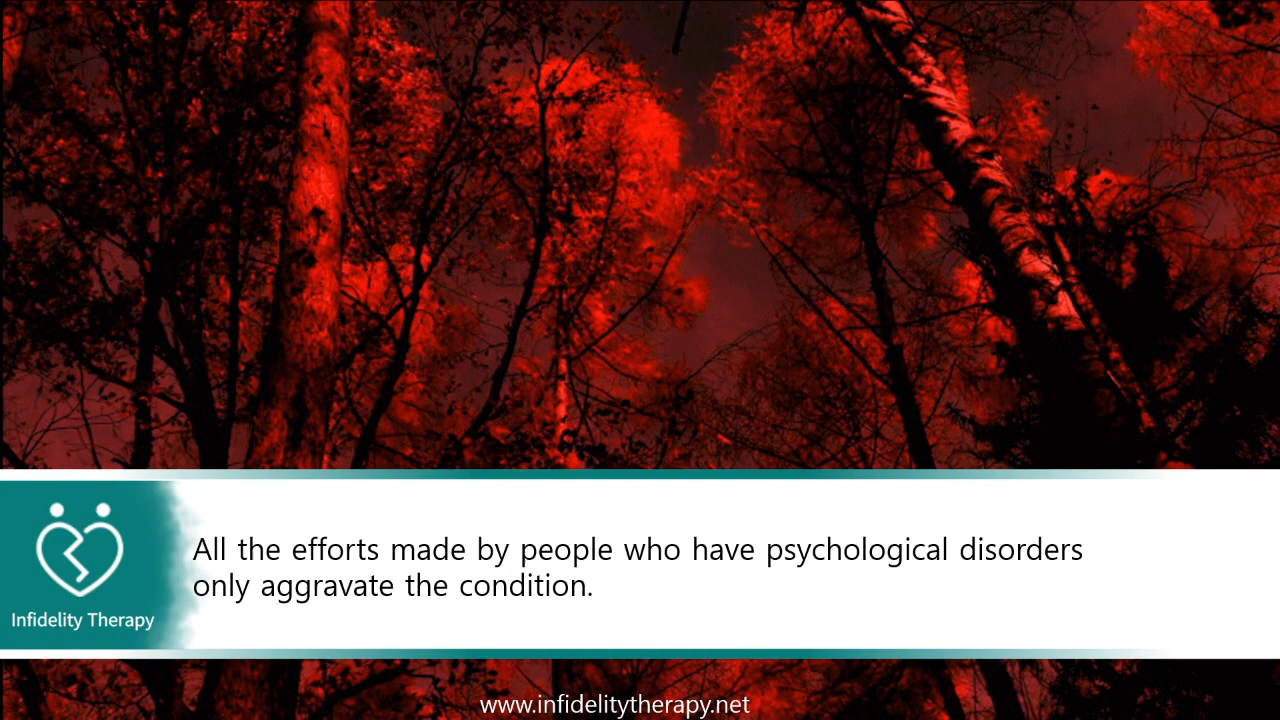 All the efforts made by people who have psychological disorders
only aggravate the condition.
Infidelity Therapy
www.infidelitytherapy.net